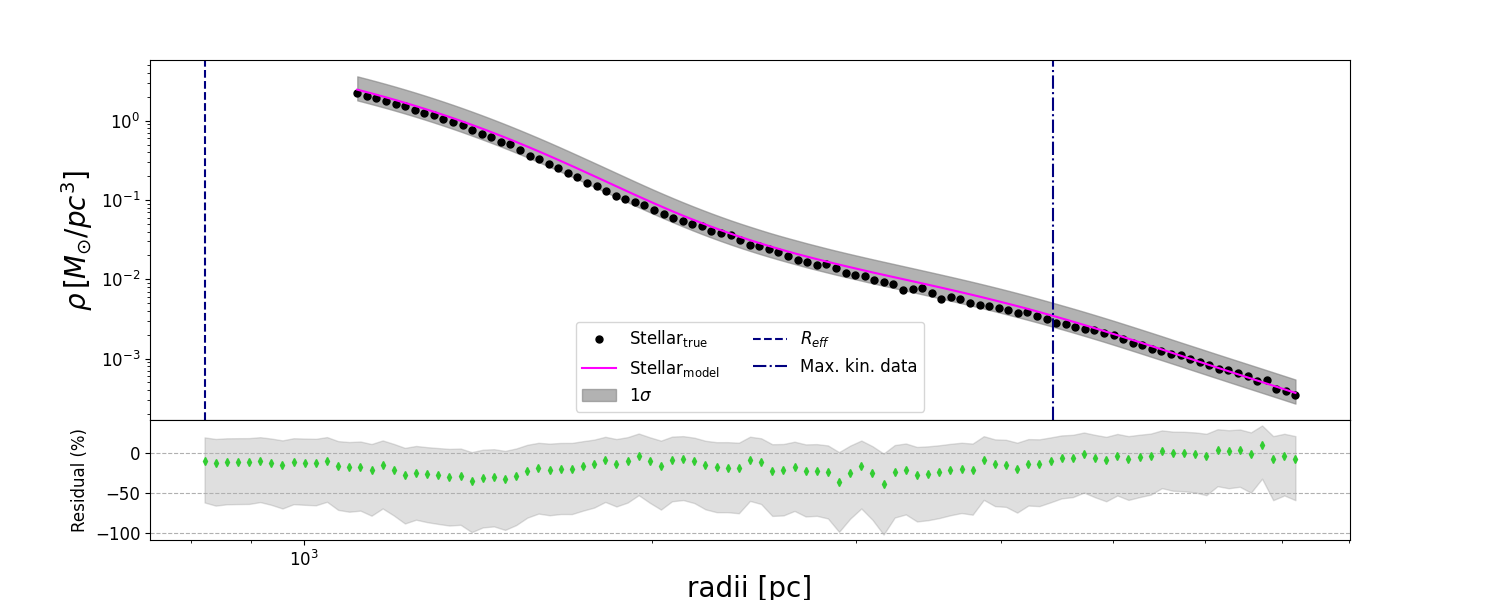 ρ [M⊙/pc³]
10⁰
10⁻¹
10⁻²
10⁻³
Stellar_true
Stellar_model
1σ
R_eff
Max. kin. data
Residual (%)
0
−50
−100
10³
radii [pc]